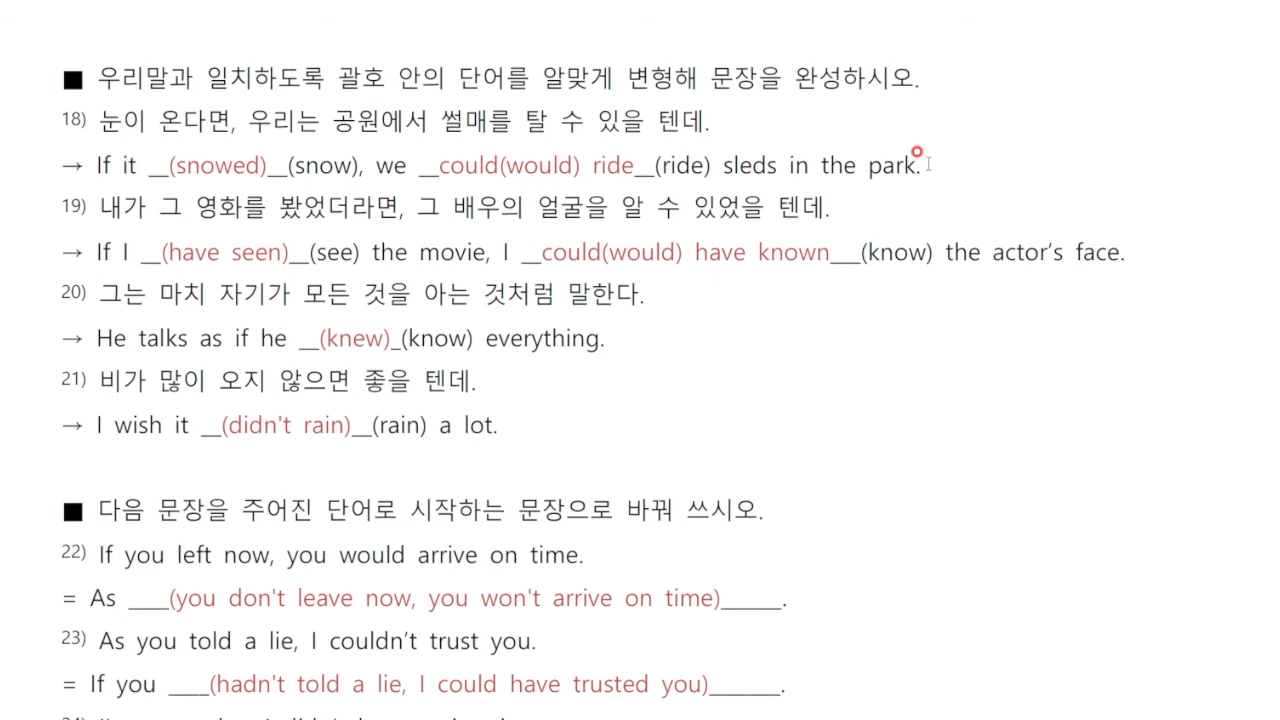 ■ 우리말과 일치하도록 괄호 안의 단어를 알맞게 변형해 문장을 완성하시오.
18) 눈이 온다면, 우리는 공원에서 썰매를 탈 수 있을 텐데.
→ If it __(snowed)__(snow), we __could(would) ride__(ride) sleds in the park.
19) 내가 그 영화를 봤었더라면, 그 배우의 얼굴을 알 수 있었을 텐데.
→ If I __(have seen)__(see) the movie, I __could(would) have known___(know) the actor’s face.
20) 그는 마치 자기가 모든 것을 아는 것처럼 말한다.
→ He talks as if he __(knew)_(know) everything.
21) 비가 많이 오지 않으면 좋을 텐데.
→ I wish it __(didn't rain)__(rain) a lot.
■ 다음 문장을 주어진 단어로 시작하는 문장으로 바꿔 쓰시오.
22) If you left now, you would arrive on time.
= As ____(you don't leave now, you won't arrive on time)______.
23) As you told a lie, I couldn’t trust you.
= If you ____(hadn't told a lie, I could have trusted you)_______.